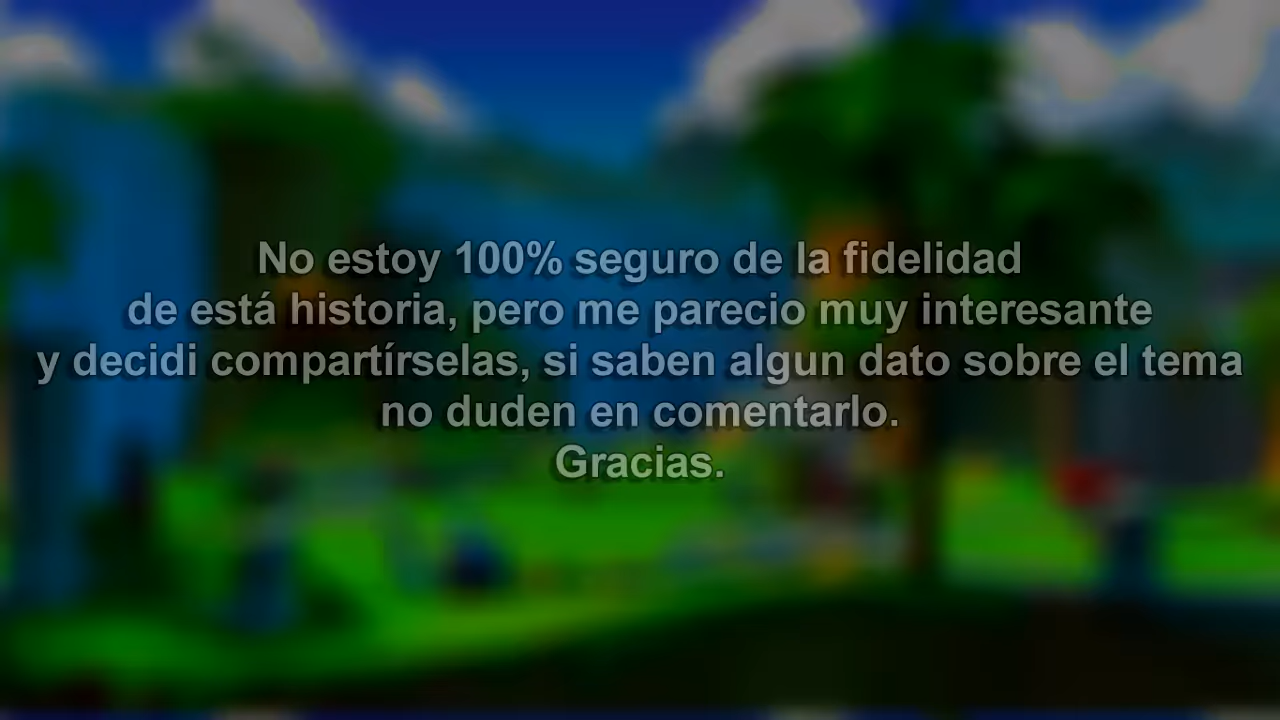 No estoy 100% seguro de la fidelidad
de está historia, pero me parecio muy interesante
y decidi compartírselas, si saben algun dato sobre el tema
no duden en comentarlo.
Gracias.